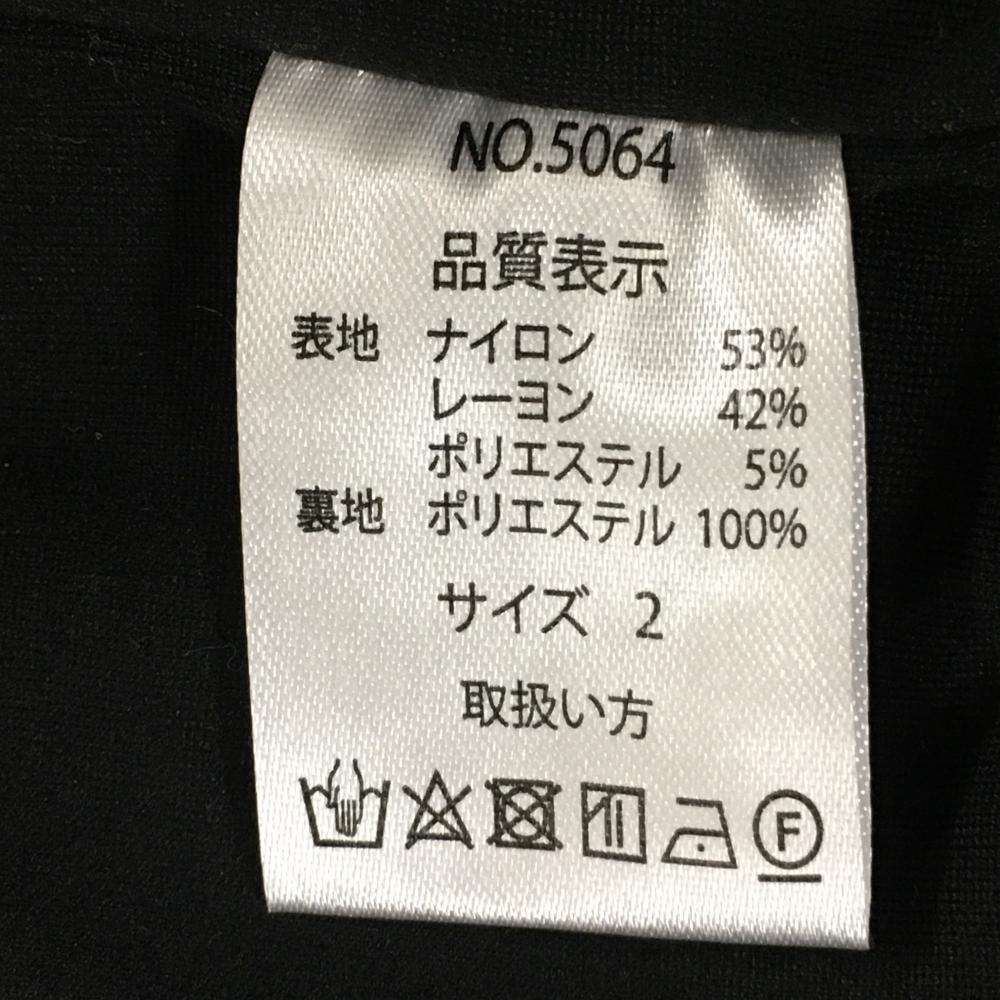 NO.5064
品質表示
表地 ナイロン 53%
レーヨン 42%
ポリエステル 5%
裏地 ポリエステル 100%
サイズ 2
取扱い方
F